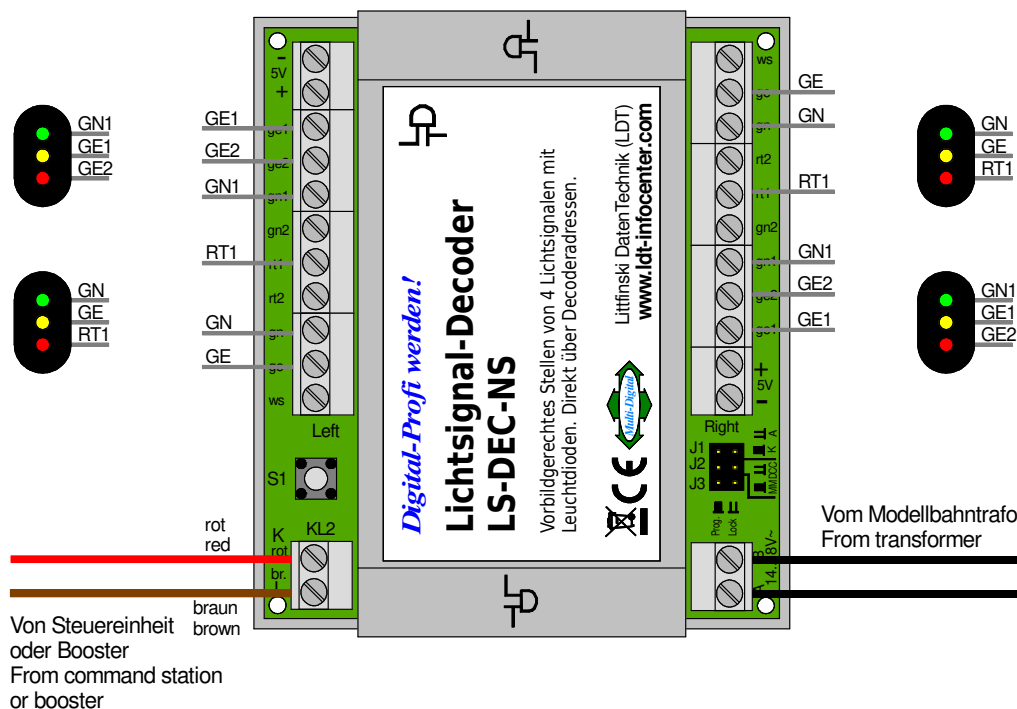 GN1
GE1
GE2
GN
GE
RT1
GE1
GE2
GN1
RT1
GN
GE
-
5V
+
ge1
ge2
gn1
gn2
rt1
rt2
gn
ge
ws
Left
S1
K
KL2
rot
br.
rot
red
braun
brown
Von Steuereinheit
oder Booster
From command station
or booster
Digital-Profi werden!
Lichtsignal-Decoder
LS-DEC-NS
Vorbildgerechtes Stellen von 4 Lichtsignalen mit
Leuchtdioden. Direkt über Decoderadressen.
Littfinski DatenTechnik (LDT)
www.ldt-infocenter.com
Multi-Digital
CE
ws
ge
gn
rt2
rt1
gn2
gn1
ge2
ge1
+
5V
-
Right
J1
J2
J3
A
K
DCC
MM
Prog.
Lock
B
A
GE
GN
RT1
GN1
GE2
GE1
GN
GE
RT1
GN1
GE1
GE2
Vom Modellbahntrafo
From transformer